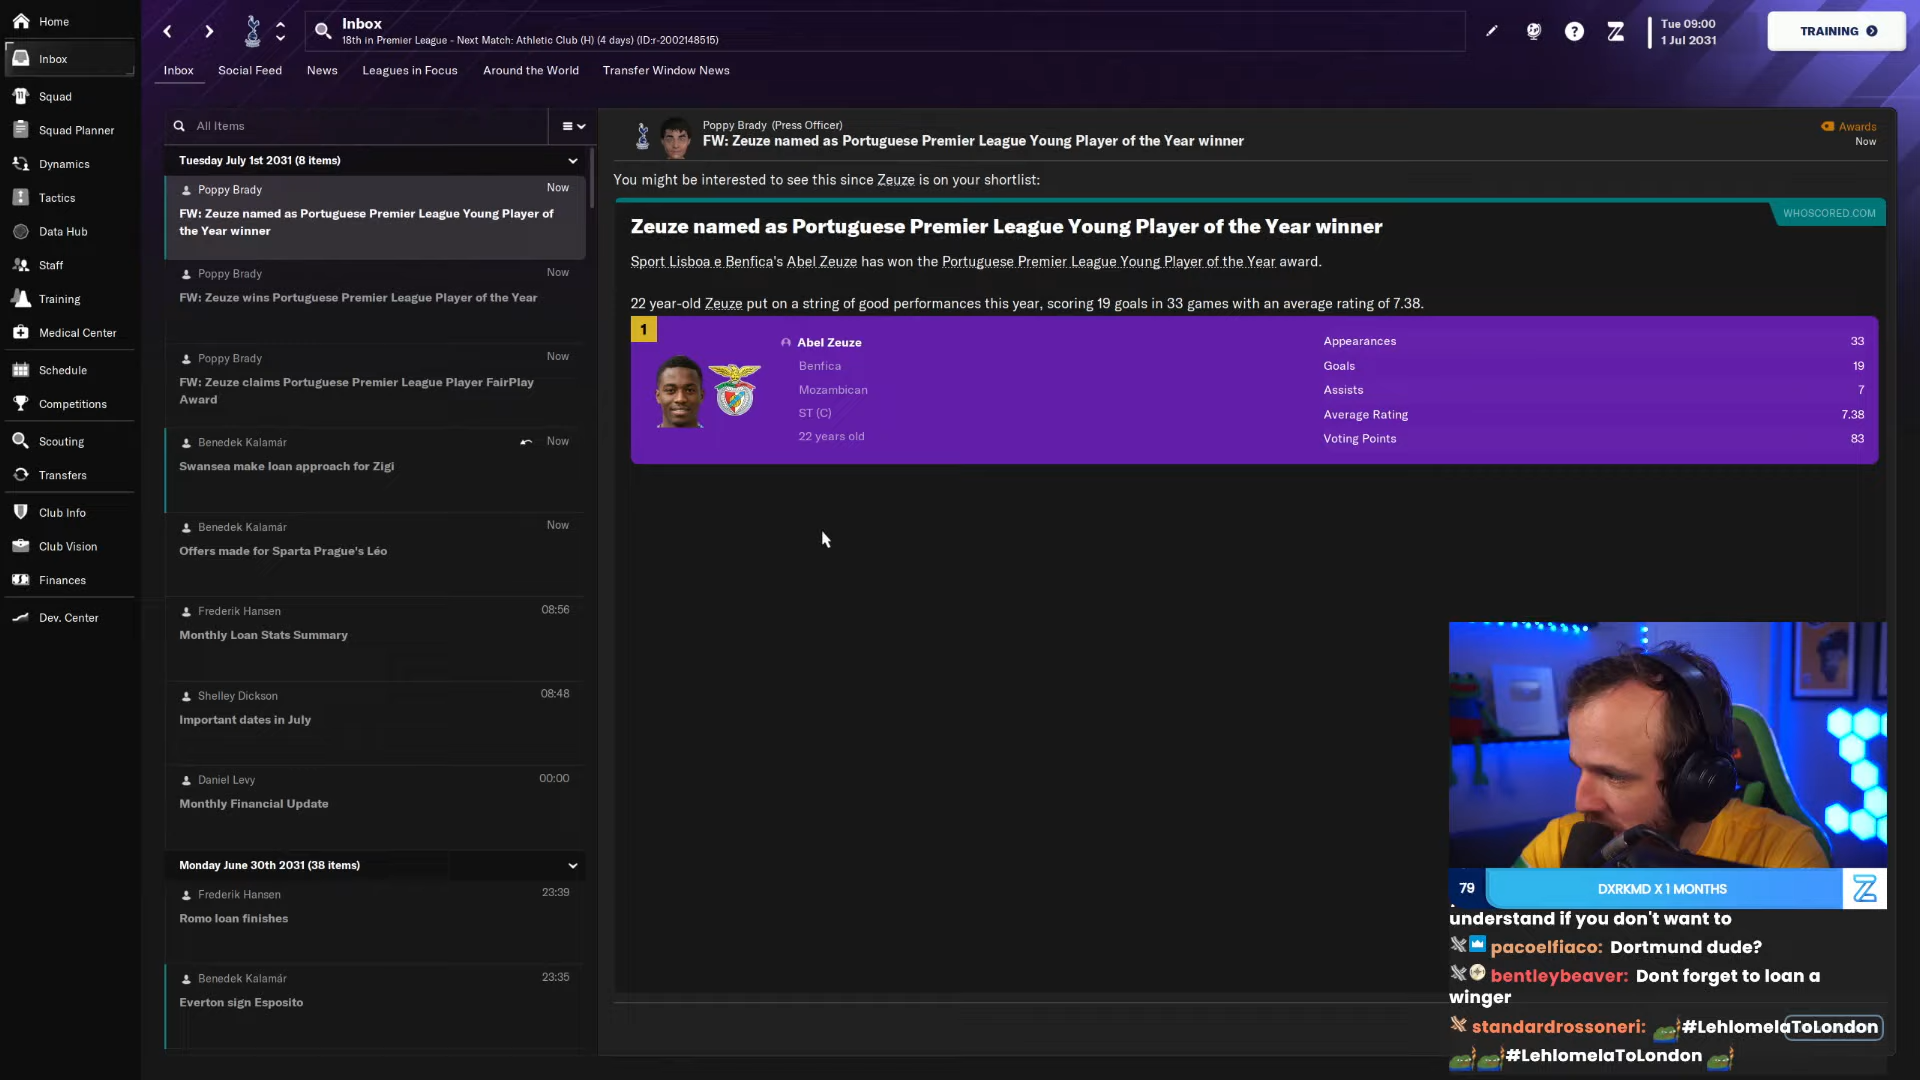 Home
Inbox
Squad
Squad Planner
Dynamics
Tactics
Data Hub
Staff
Training
Medical Center
Schedule
Competitions
Scouting
Transfers
Club Info
Club Vision
Finances
Dev. Center
Inbox
18th in Premier League - Next Match: Athletic Club (H) (4 days) (ID:r-2002148515)
Tue 09:00
1 Jul 2031
TRAINING
Inbox Social Feed News Leagues in Focus Around the World Transfer Window News
All Items
Tuesday July 1st 2031 (8 items)
Poppy Brady Now
FW: Zeuze named as Portuguese Premier League Young Player of
the Year winner
Poppy Brady Now
FW: Zeuze wins Portuguese Premier League Player of the Year
Poppy Brady Now
FW: Zeuze claims Portuguese Premier League Player FairPlay
Award
Benedek Kalamár Now
Swansea make loan approach for Zigi
Benedek Kalamár Now
Offers made for Sparta Prague's Léo
Frederik Hansen 08:56
Monthly Loan Stats Summary
Shelley Dickson 08:48
Important dates in July
Daniel Levy 00:00
Monthly Financial Update
Monday June 30th 2031 (38 items)
Frederik Hansen 23:39
Romo loan finishes
Benedek Kalamár 23:35
Everton sign Esposito
Poppy Brady (Press Officer)
FW: Zeuze named as Portuguese Premier League Young Player of the Year winner
Awards
Now
You might be interested to see this since Zeuze is on your shortlist:
WHOSCORED.COM
Zeuze named as Portuguese Premier League Young Player of the Year winner
Sport Lisboa e Benfica's Abel Zeuze has won the Portuguese Premier League Young Player of the Year award.
22 year-old Zeuze put on a string of good performances this year, scoring 19 goals in 33 games with an average rating of 7.38.
1
Abel Zeuze
Benfica
Mozambican
ST (C)
22 years old
Appearances 33
Goals 19
Assists 7
Average Rating 7.38
Voting Points 83
79 DXRKMD X 1 MONTHS
understand if you don't want to
pacoelfiaco: Dortmund dude?
bentleybeaver: Dont forget to loan a
winger
standardrossoneri: #LehlomelaToLondon
#LehlomelaToLondon